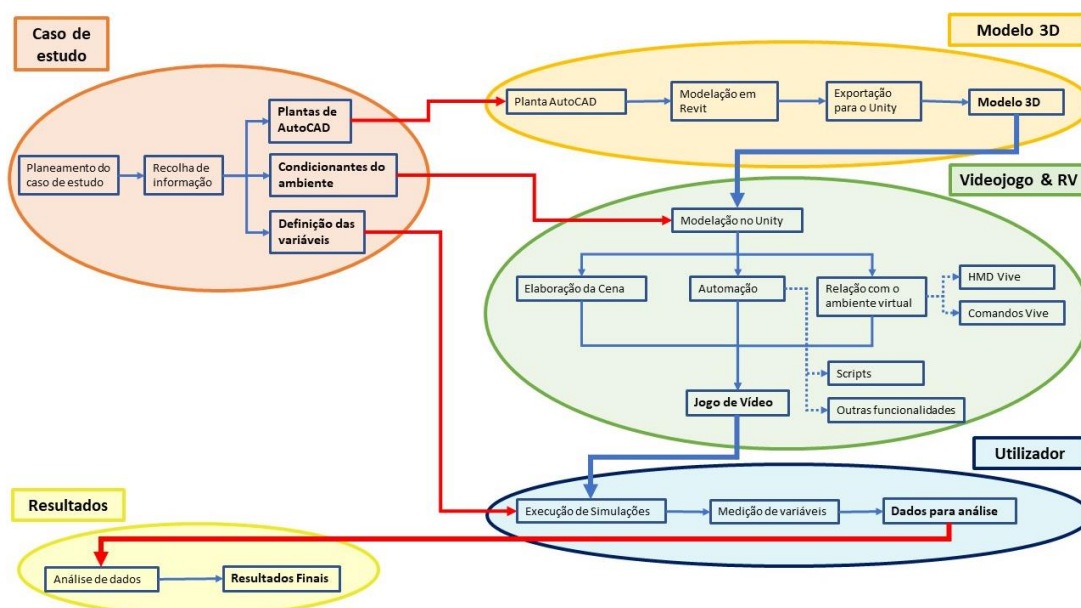 Caso de
estudo
Planeamento do
caso de estudo
Recolha de
informação
Plantas de
AutoCAD
Condicionantes do
ambiente
Definição das
variáveis
Modelo 3D
Planta AutoCAD
Modelação em
Revit
Exportação
para o Unity
Modelo 3D
Videojogo & RV
Modelação no Unity
Elaboração da Cena
Automação
Relação com o
ambiente virtual
HMD Vive
Comandos Vive
Scripts
Outras funcionalidades
Jogo de Vídeo
Utilizador
Execução de Simulações
Medição de variáveis
Dados para análise
Resultados
Análise de dados
Resultados Finais